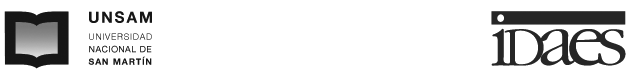 UNSAM
UNIVERSIDAD
NACIONAL DE
SAN MARTÍN
iDaes